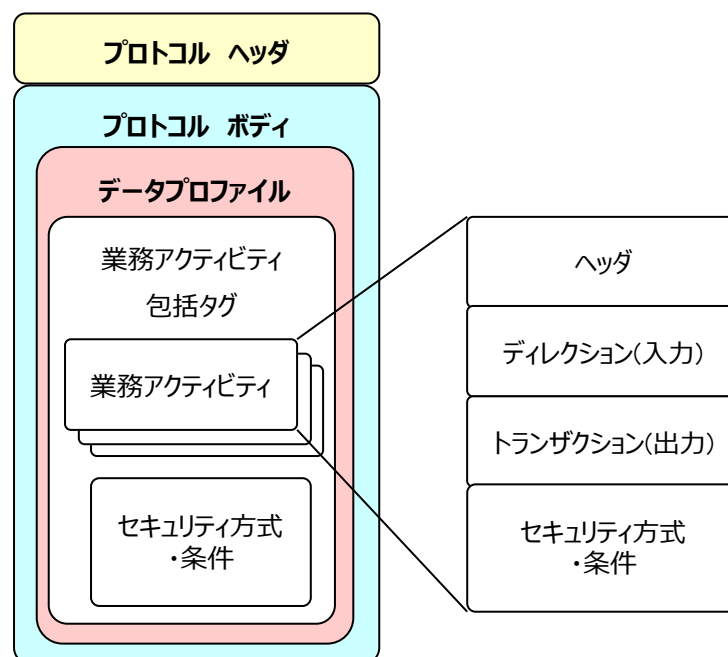 プロトコル ヘッダ
プロトコル ボディ
データプロファイル
業務アクティビティ
包括タグ
業務アクティビティ
セキュリティ方式
・条件
ヘッダ
ディレクション(入力)
トランザクション(出力)
セキュリティ方式
・条件